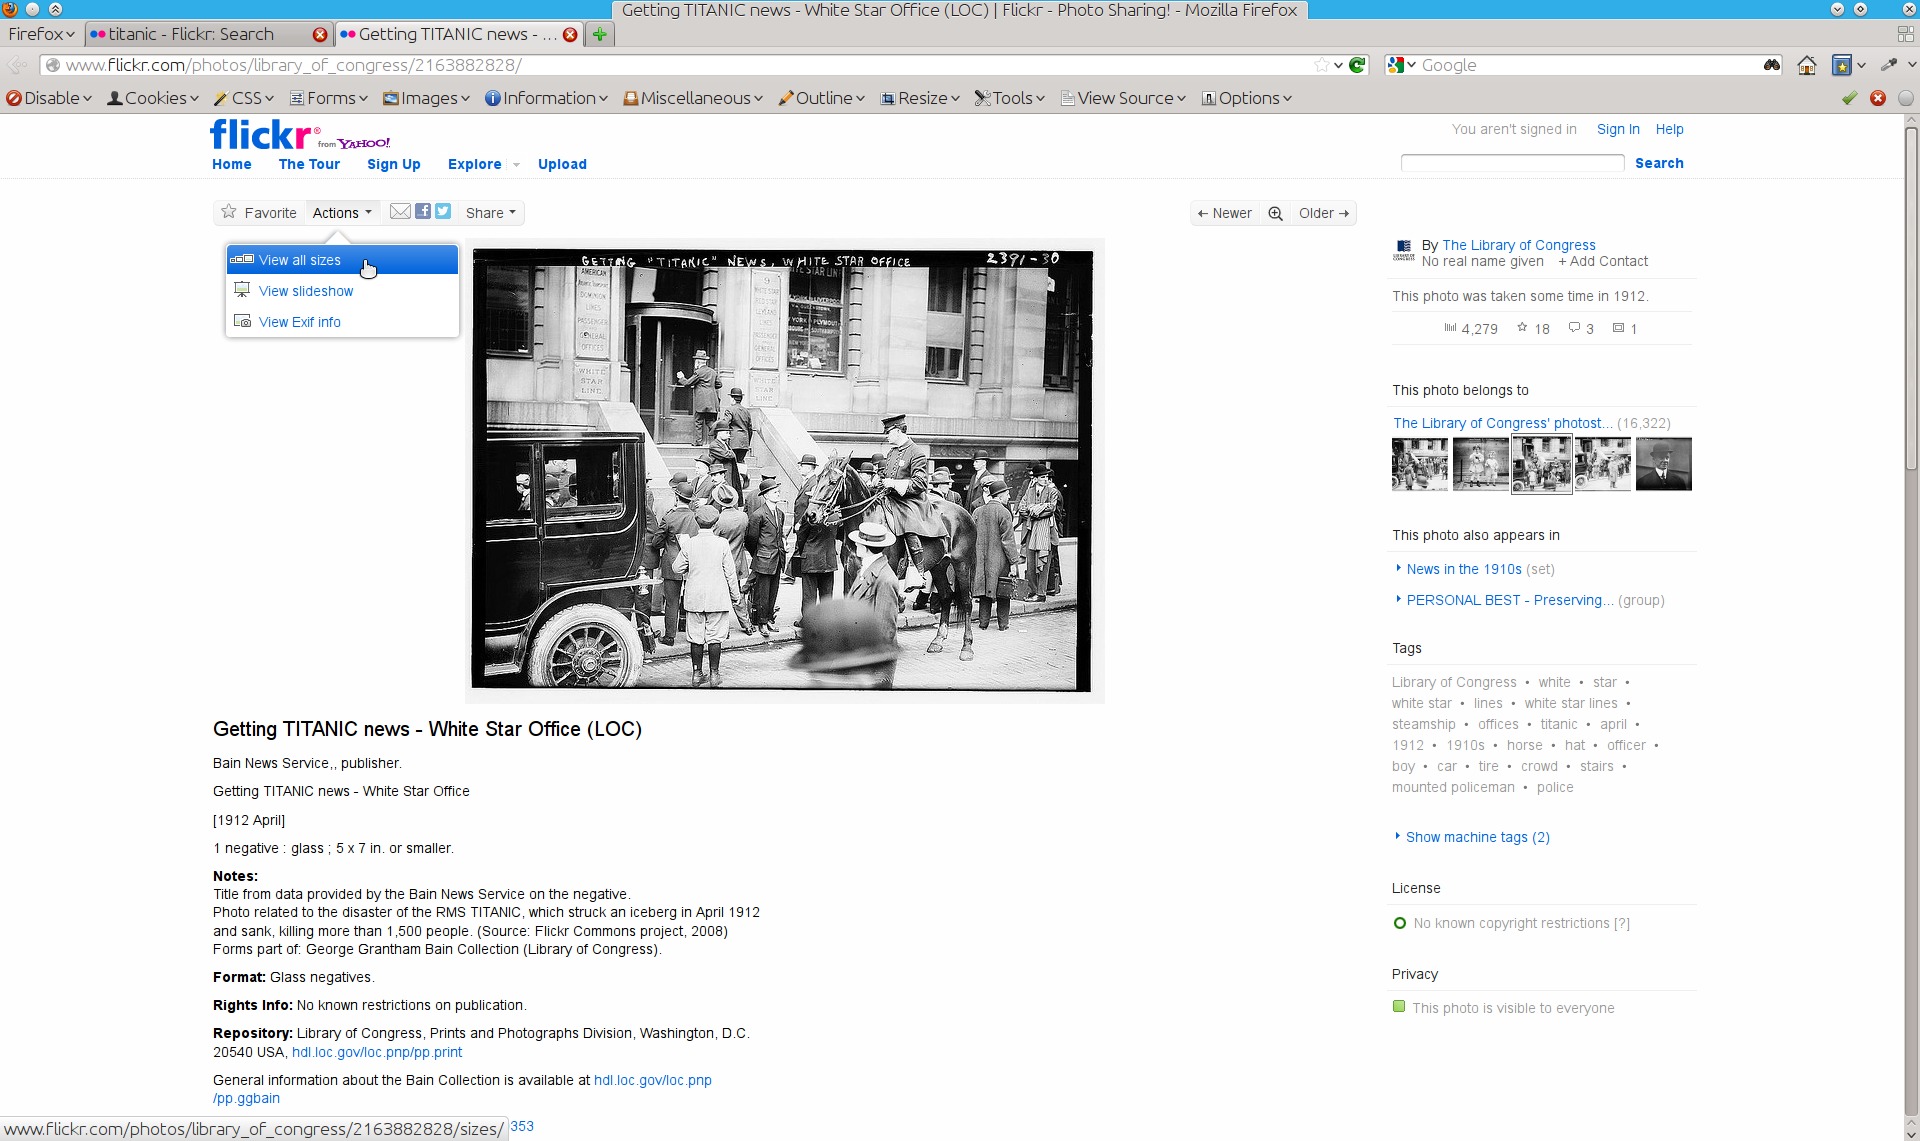 Getting TITANIC news - White Star Office (LOC) | Flickr - Photo Sharing! - Mozilla Firefox
Firefox
titanic - Flickr: Search
Getting TITANIC news - ...
www.flickr.com/photos/library_of_congress/2163882828/
Google
Disable Cookies CSS Forms Images Information Miscellaneous Outline Resize Tools View Source Options
flickr® from YAHOO!
You aren't signed in Sign In Help
Home The Tour Sign Up Explore Upload
Search
Favorite Actions Share
← Newer Older →
View all sizes
View slideshow
View Exif info
GETTING "TITANIC" NEWS, WHITE STAR OFFICE 2391-30
AMERICAN
DOMINION
LINES
PASSENGER
GENERAL
OFFICES
WHITE
STAR
LINE
By The Library of Congress
No real name given + Add Contact
This photo was taken some time in 1912.
4,279 18 3 1
This photo belongs to
The Library of Congress' photost... (16,322)
This photo also appears in
News in the 1910s (set)
PERSONAL BEST - Preserving... (group)
Tags
Library of Congress • white • star •
white star • lines • white star lines •
steamship • offices • titanic • april •
1912 • 1910s • horse • hat • officer •
boy • car • tire • crowd • stairs •
mounted policeman • police
Show machine tags (2)
License
No known copyright restrictions [?]
Privacy
This photo is visible to everyone
Getting TITANIC news - White Star Office (LOC)
Bain News Service,, publisher.
Getting TITANIC news - White Star Office
[1912 April]
1 negative : glass ; 5 x 7 in. or smaller.
Notes:
Title from data provided by the Bain News Service on the negative.
Photo related to the disaster of the RMS TITANIC, which struck an iceberg in April 1912
and sank, killing more than 1,500 people. (Source: Flickr Commons project, 2008)
Forms part of: George Grantham Bain Collection (Library of Congress).
Format: Glass negatives.
Rights Info: No known restrictions on publication.
Repository: Library of Congress, Prints and Photographs Division, Washington, D.C.
20540 USA, hdl.loc.gov/loc.pnp/pp.print
General information about the Bain Collection is available at hdl.loc.gov/loc.pnp
/pp.ggbain
www.flickr.com/photos/library_of_congress/2163882828/sizes/ 353